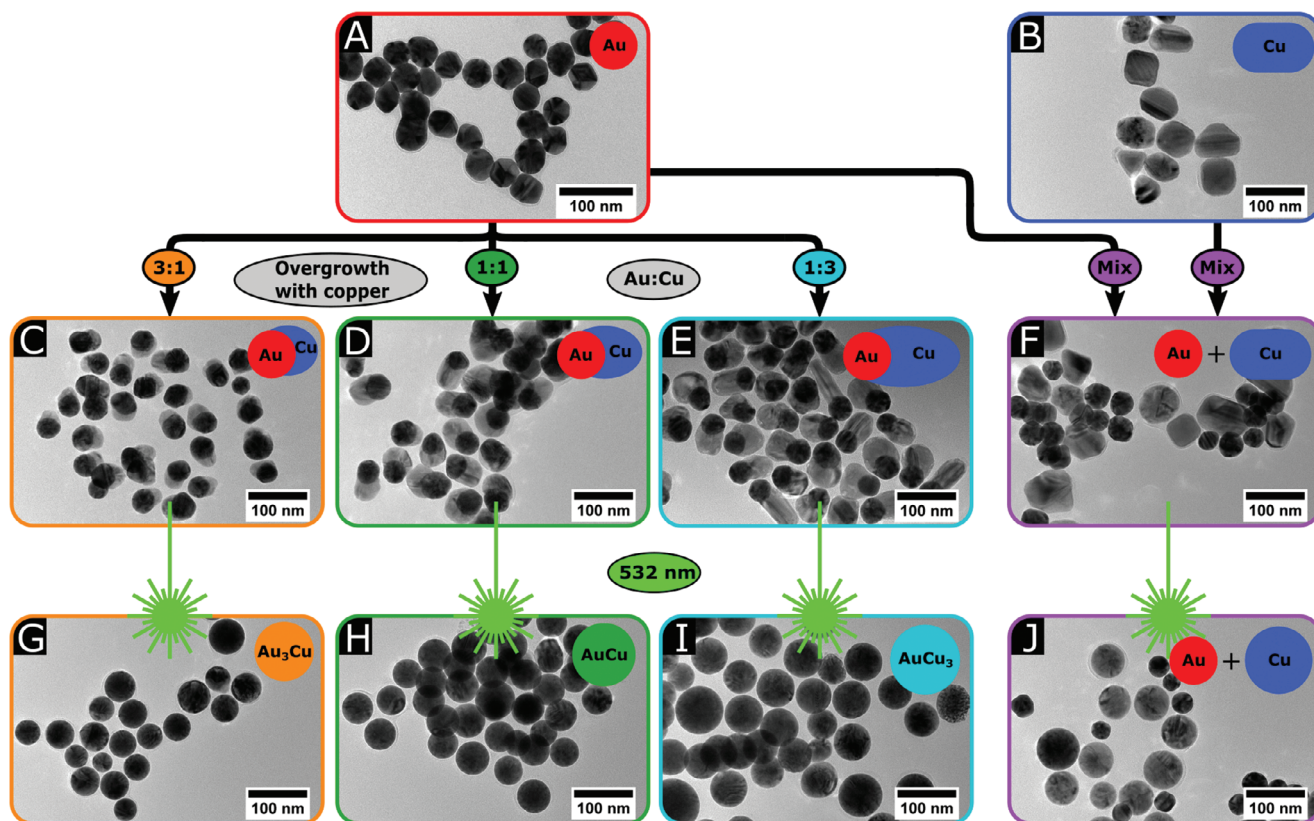 A
Au
100 nm
B
Cu
100 nm
3:1
Overgrowth
with copper
1:1
Au:Cu
1:3
Mix
Mix
C
Au
Cu
100 nm
D
Au
Cu
100 nm
E
Au
Cu
100 nm
F
Au
+
Cu
100 nm
532 nm
G
Au₃Cu
100 nm
H
AuCu
100 nm
I
AuCu₃
100 nm
J
Au
+
Cu
100 nm